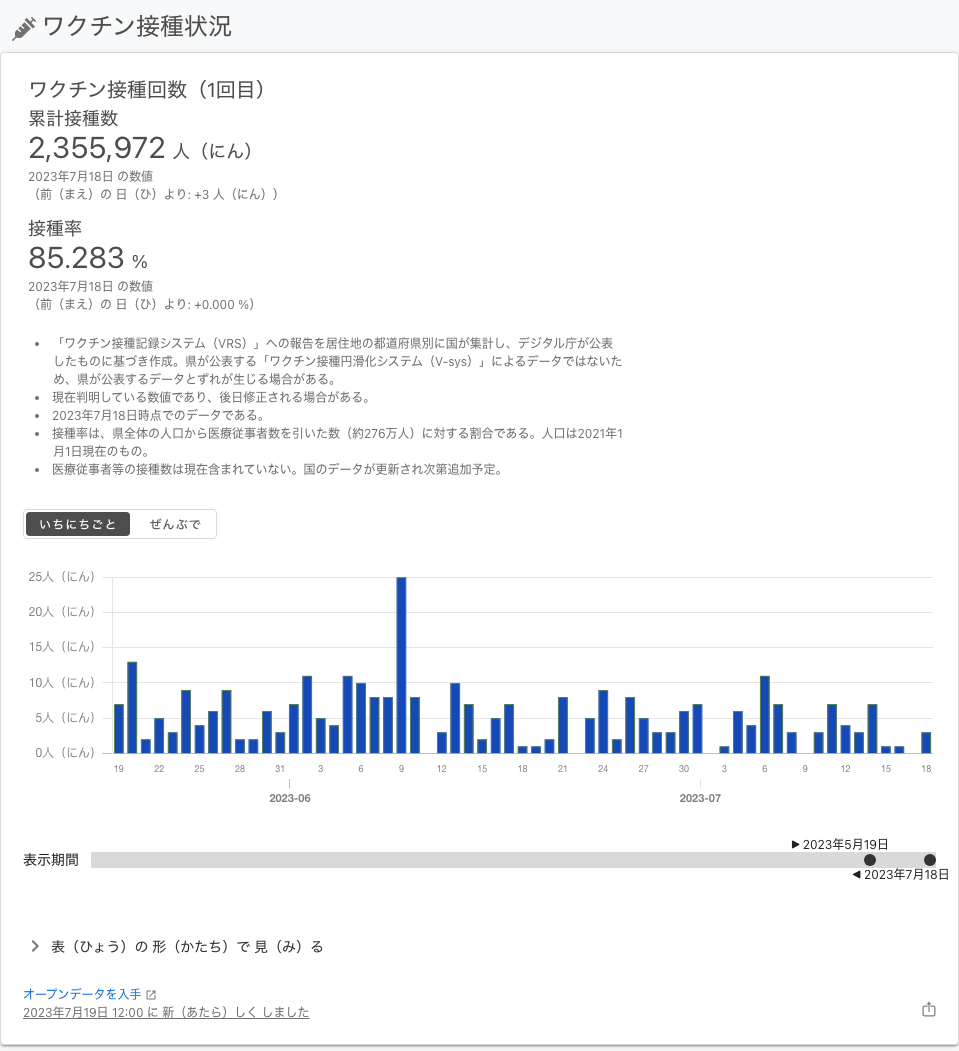 ワクチン接種状況
ワクチン接種回数（1回目）
累計接種数
2,355,972 人（にん）
2023年7月18日 の数値
（前（まえ）の 日（ひ）より: +3 人（にん））
接種率
85.283 %
2023年7月18日 の数値
（前（まえ）の 日（ひ）より: +0.000 %）
• 「ワクチン接種記録システム（VRS）」への報告を居住地の都道府県別に国が集計し、デジタル庁が公表
したものに基づき作成。県が公表する「ワクチン接種円滑化システム（V-sys）」によるデータではないた
め、県が公表するデータとずれが生じる場合がある。
• 現在判明している数値であり、後日修正される場合がある。
• 2023年7月18日時点でのデータである。
• 接種率は、県全体の人口から医療従事者数を引いた数（約276万人）に対する割合である。人口は2021年1
月1日現在のもの。
• 医療従事者等の接種数は現在含まれていない。国のデータが更新され次第追加予定。
いちにちごと ぜんぶで
25人（にん）
20人（にん）
15人（にん）
10人（にん）
5人（にん）
0人（にん）
19 22 25 28 31 3 6 9 12 15 18 21 24 27 30 3 6 9 12 15 18
2023-06 2023-07
▶ 2023年5月19日
表示期間
◀ 2023年7月18日
表（ひょう）の 形（かたち）で 見（み）る
オープンデータを入手
2023年7月19日 12:00 に 新（あたら）しく しました